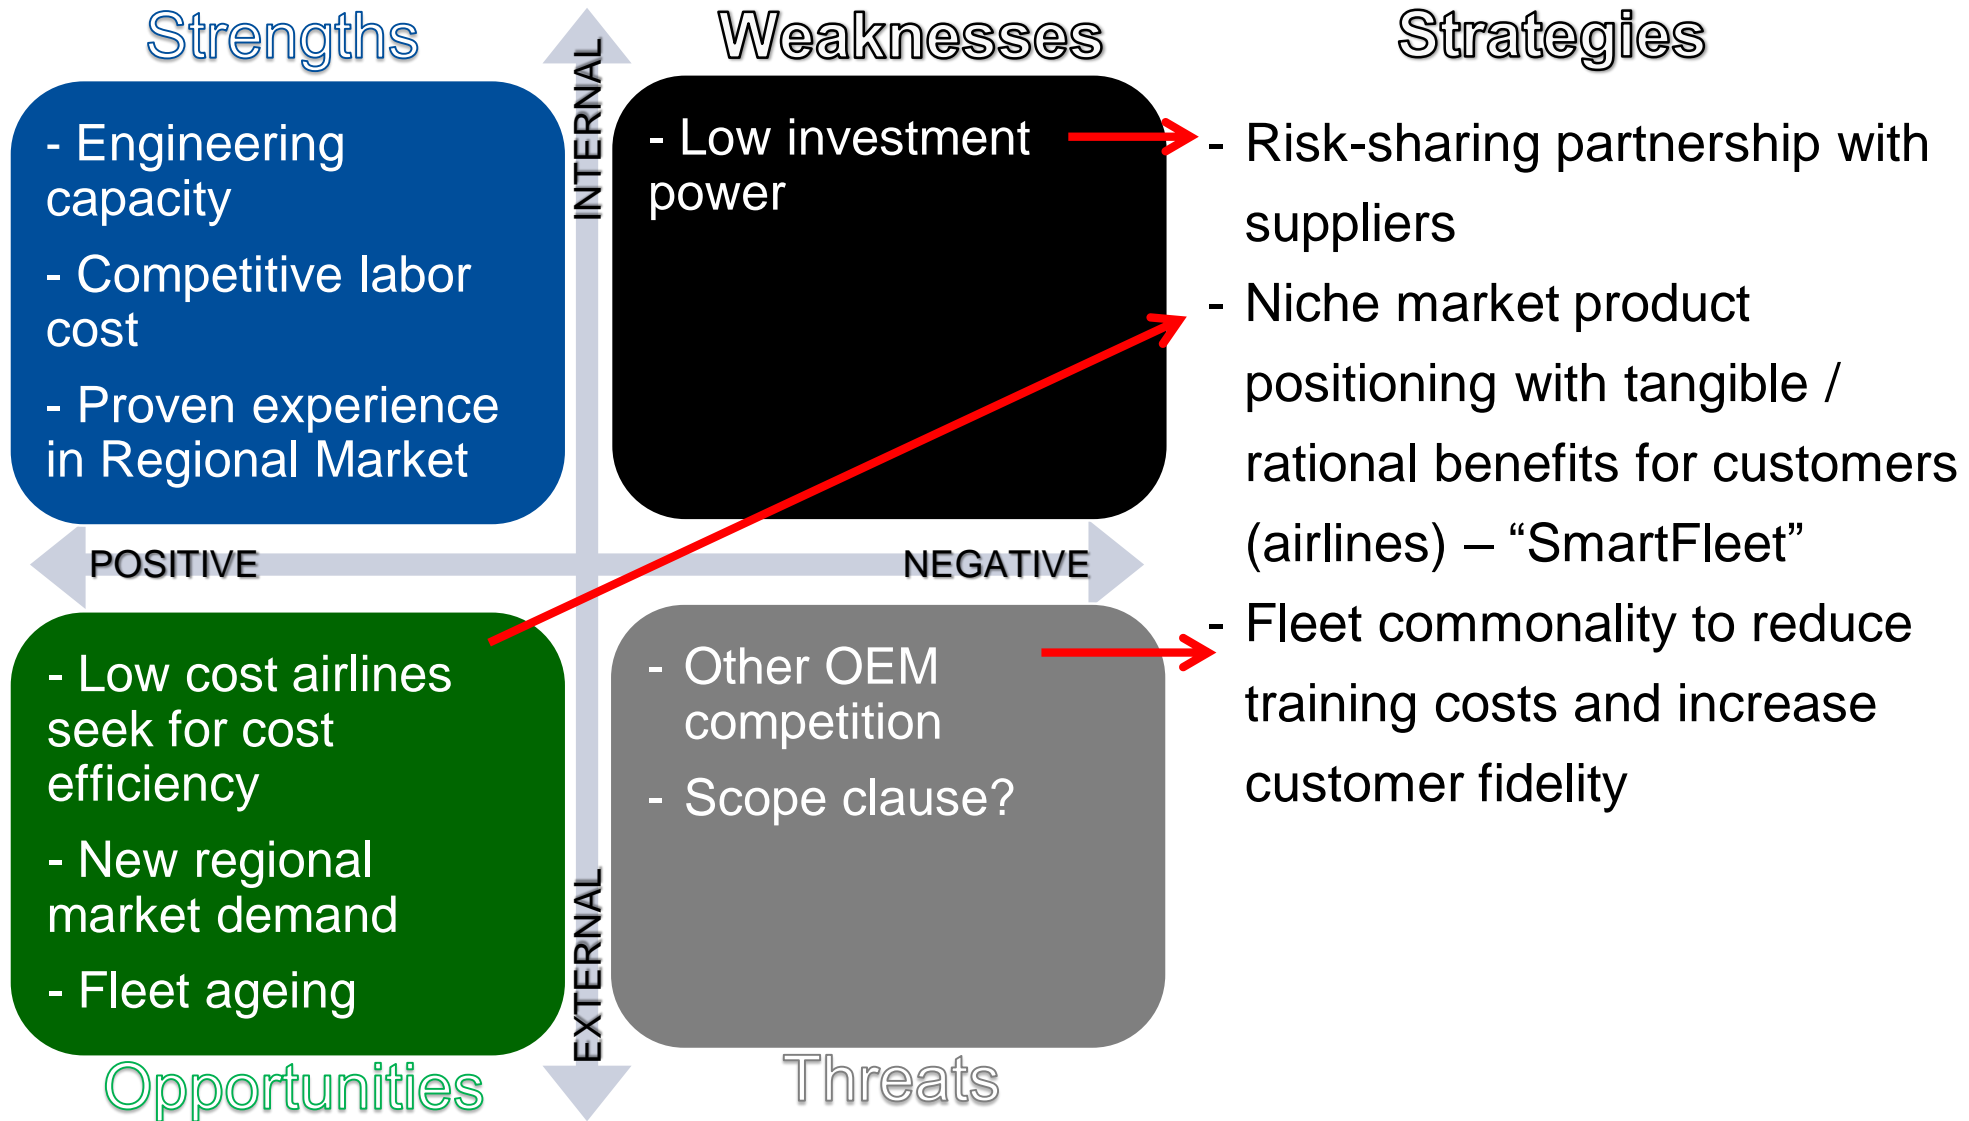 Strengths
- Engineering
capacity
- Competitive labor
cost
- Proven experience
in Regional Market
INTERNAL
Weaknesses
- Low investment
power
POSITIVE
NEGATIVE
- Low cost airlines
seek for cost
efficiency
- New regional
market demand
- Fleet ageing
Opportunities
EXTERNAL
- Other OEM
competition
- Scope clause?
Threats
Strategies
- Risk-sharing partnership with
suppliers
- Niche market product
positioning with tangible /
rational benefits for customers
(airlines) – “SmartFleet”
- Fleet commonality to reduce
training costs and increase
customer fidelity